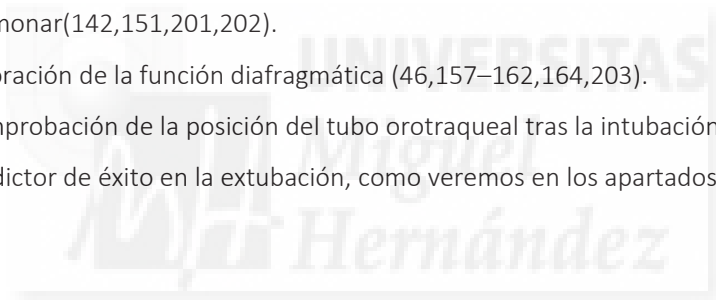 monar(142,151,201,202).
oración de la función diafragmática (46,157–162,164,203).
mprobación de la posición del tubo orotraqueal tras la intubación
dictor de éxito en la extubación, como veremos en los apartados
UNIVERSITAS
Miguel
Hernández